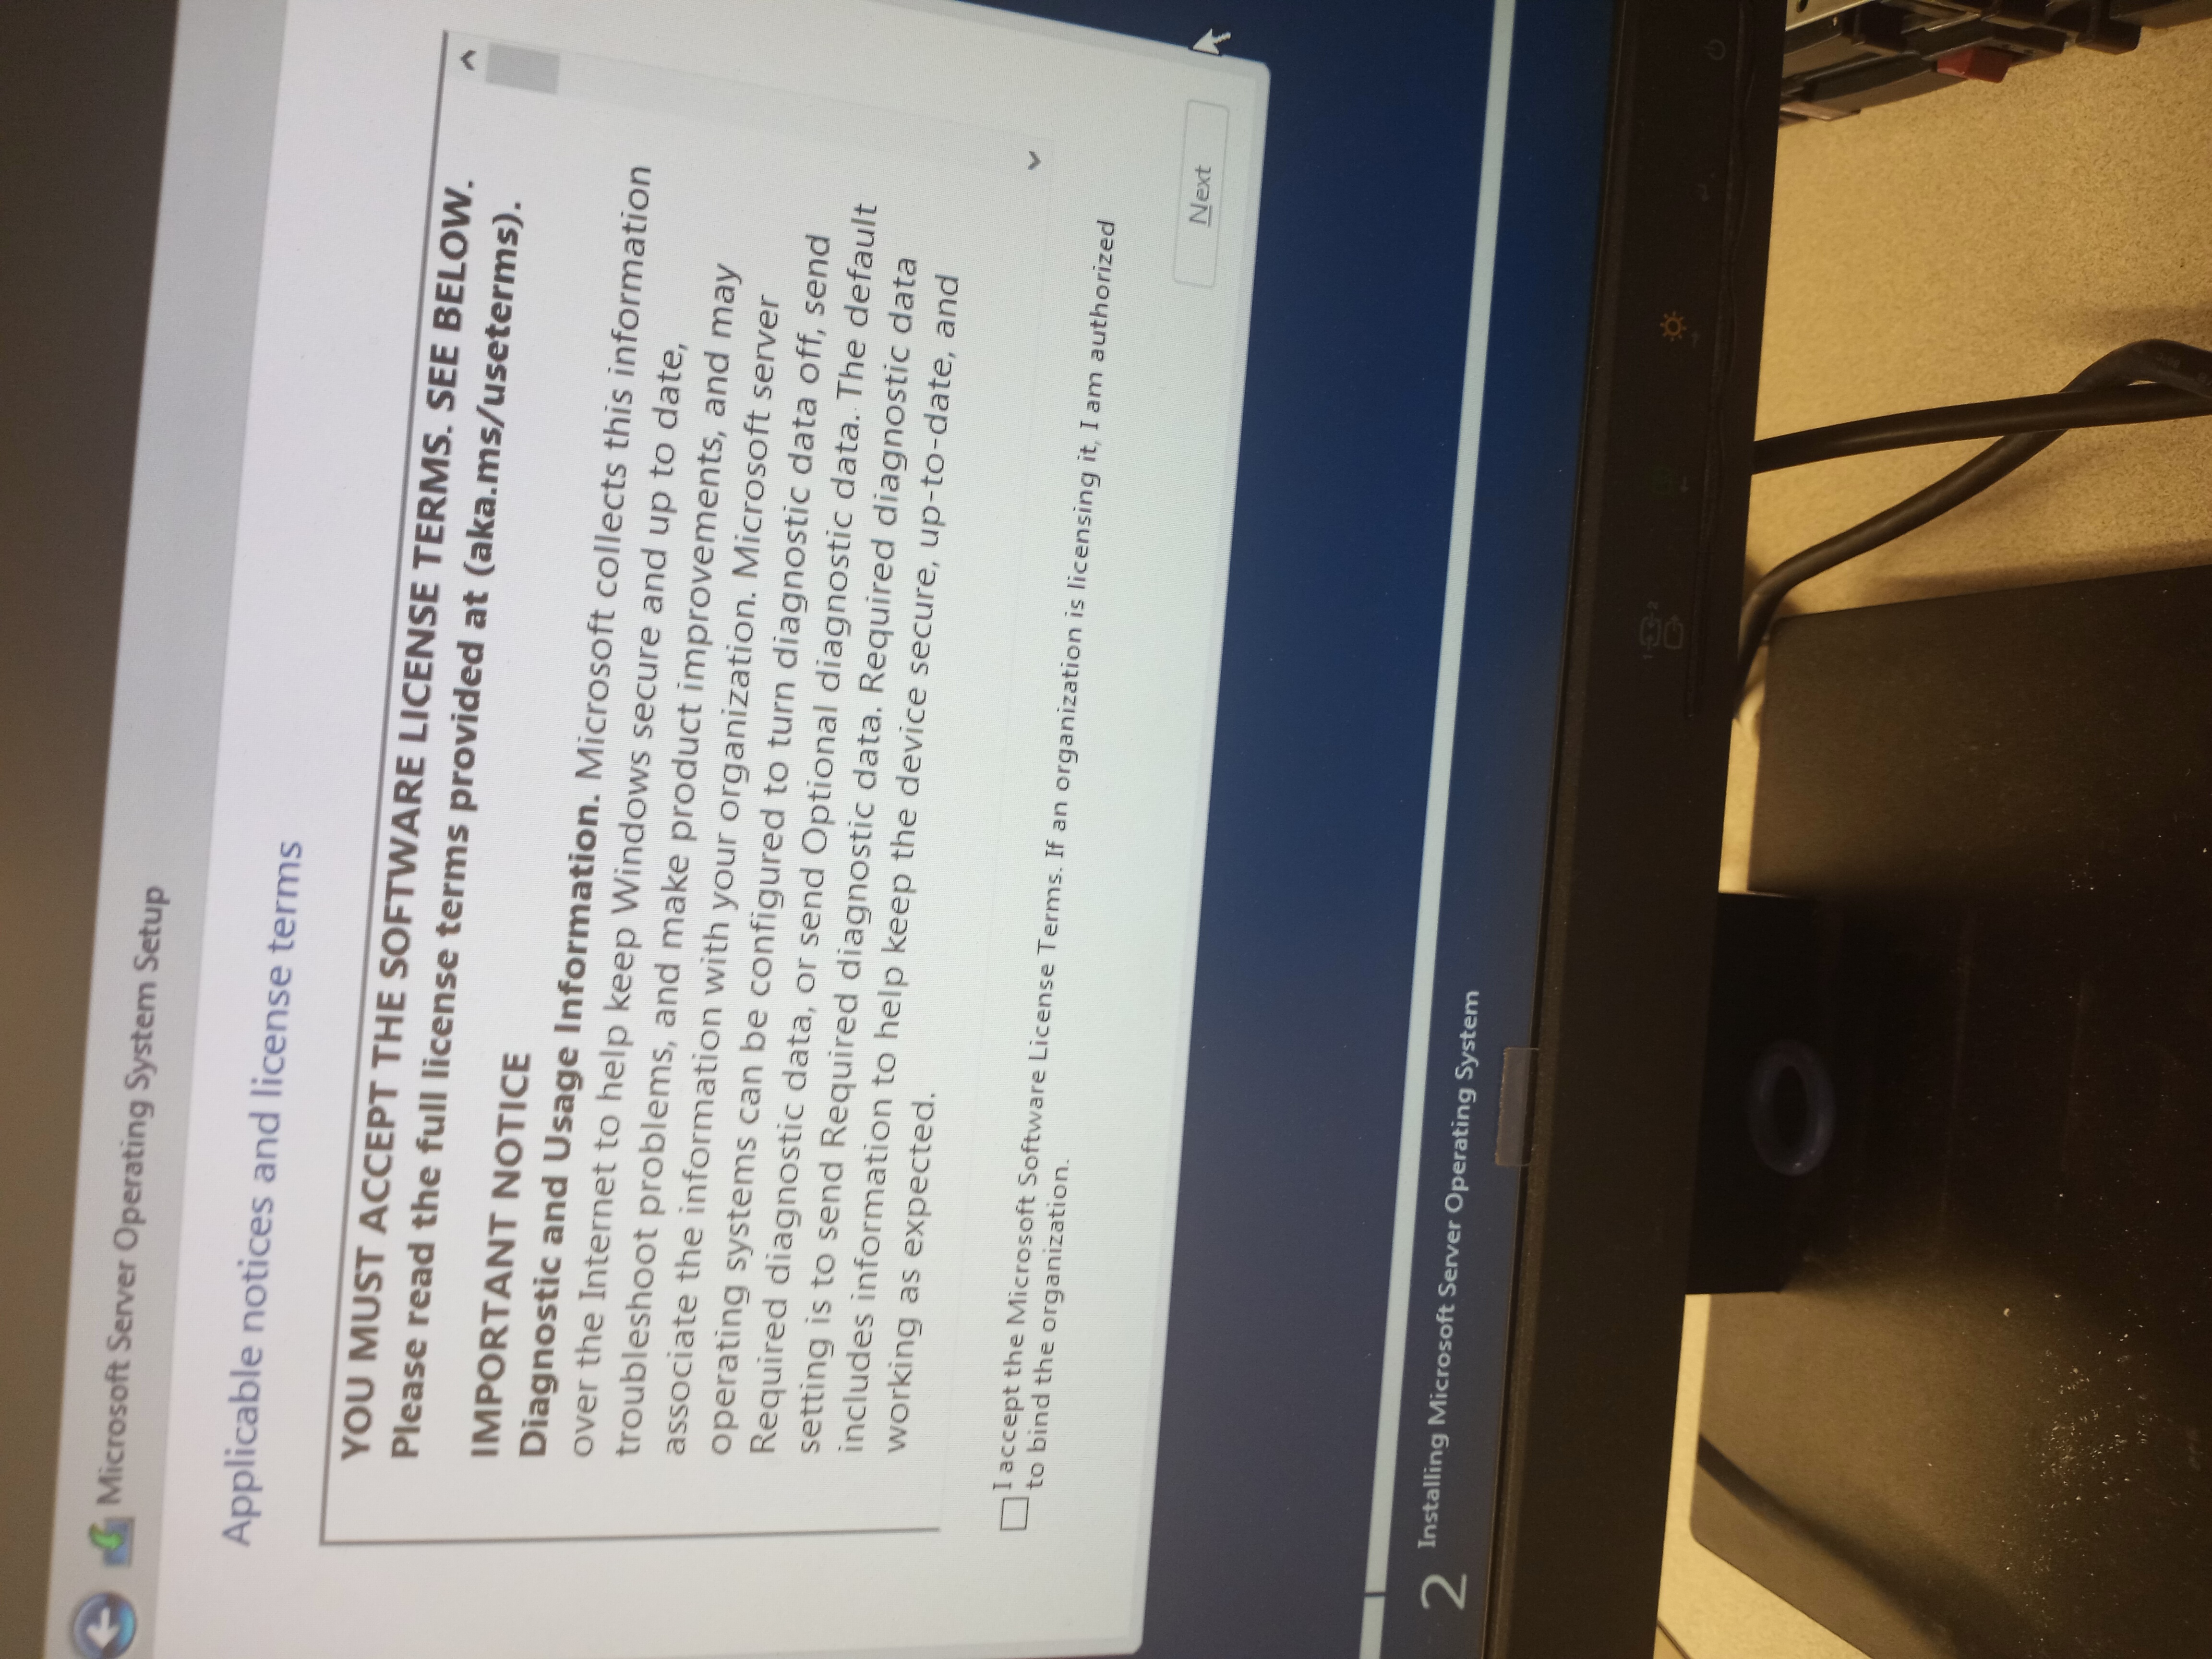 Microsoft Server Operating System Setup
Applicable notices and license terms
YOU MUST ACCEPT THE SOFTWARE LICENSE TERMS. SEE BELOW.
Please read the full license terms provided at (aka.ms/useterms).
IMPORTANT NOTICE
Diagnostic and Usage Information. Microsoft collects this information
over the Internet to help keep Windows secure and up to date,
troubleshoot problems, and make product improvements, and may
associate the information with your organization. Microsoft server
operating systems can be configured to turn diagnostic data off, send
Required diagnostic data, or send Optional diagnostic data. The default
setting is to send Required diagnostic data. Required diagnostic data
includes information to help keep the device secure, up-to-date, and
working as expected.
I accept the Microsoft Software License Terms. If an organization is licensing it, I am authorized
to bind the organization.
Next
2 Installing Microsoft Server Operating System
1 2